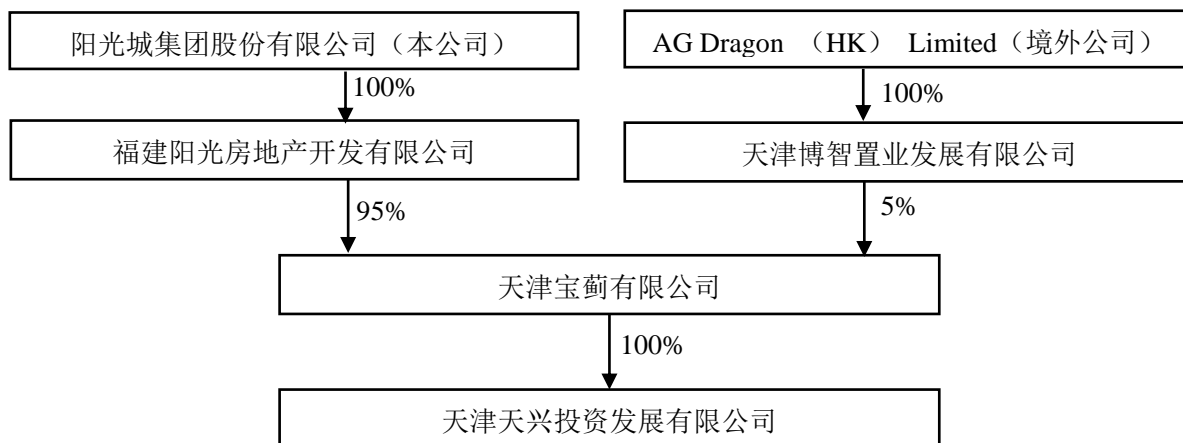 阳光城集团股份有限公司（本公司）
AG Dragon （HK） Limited（境外公司）
100%
100%
福建阳光房地产开发有限公司
天津博智置业发展有限公司
95%
5%
天津宝蓟有限公司
100%
天津天兴投资发展有限公司